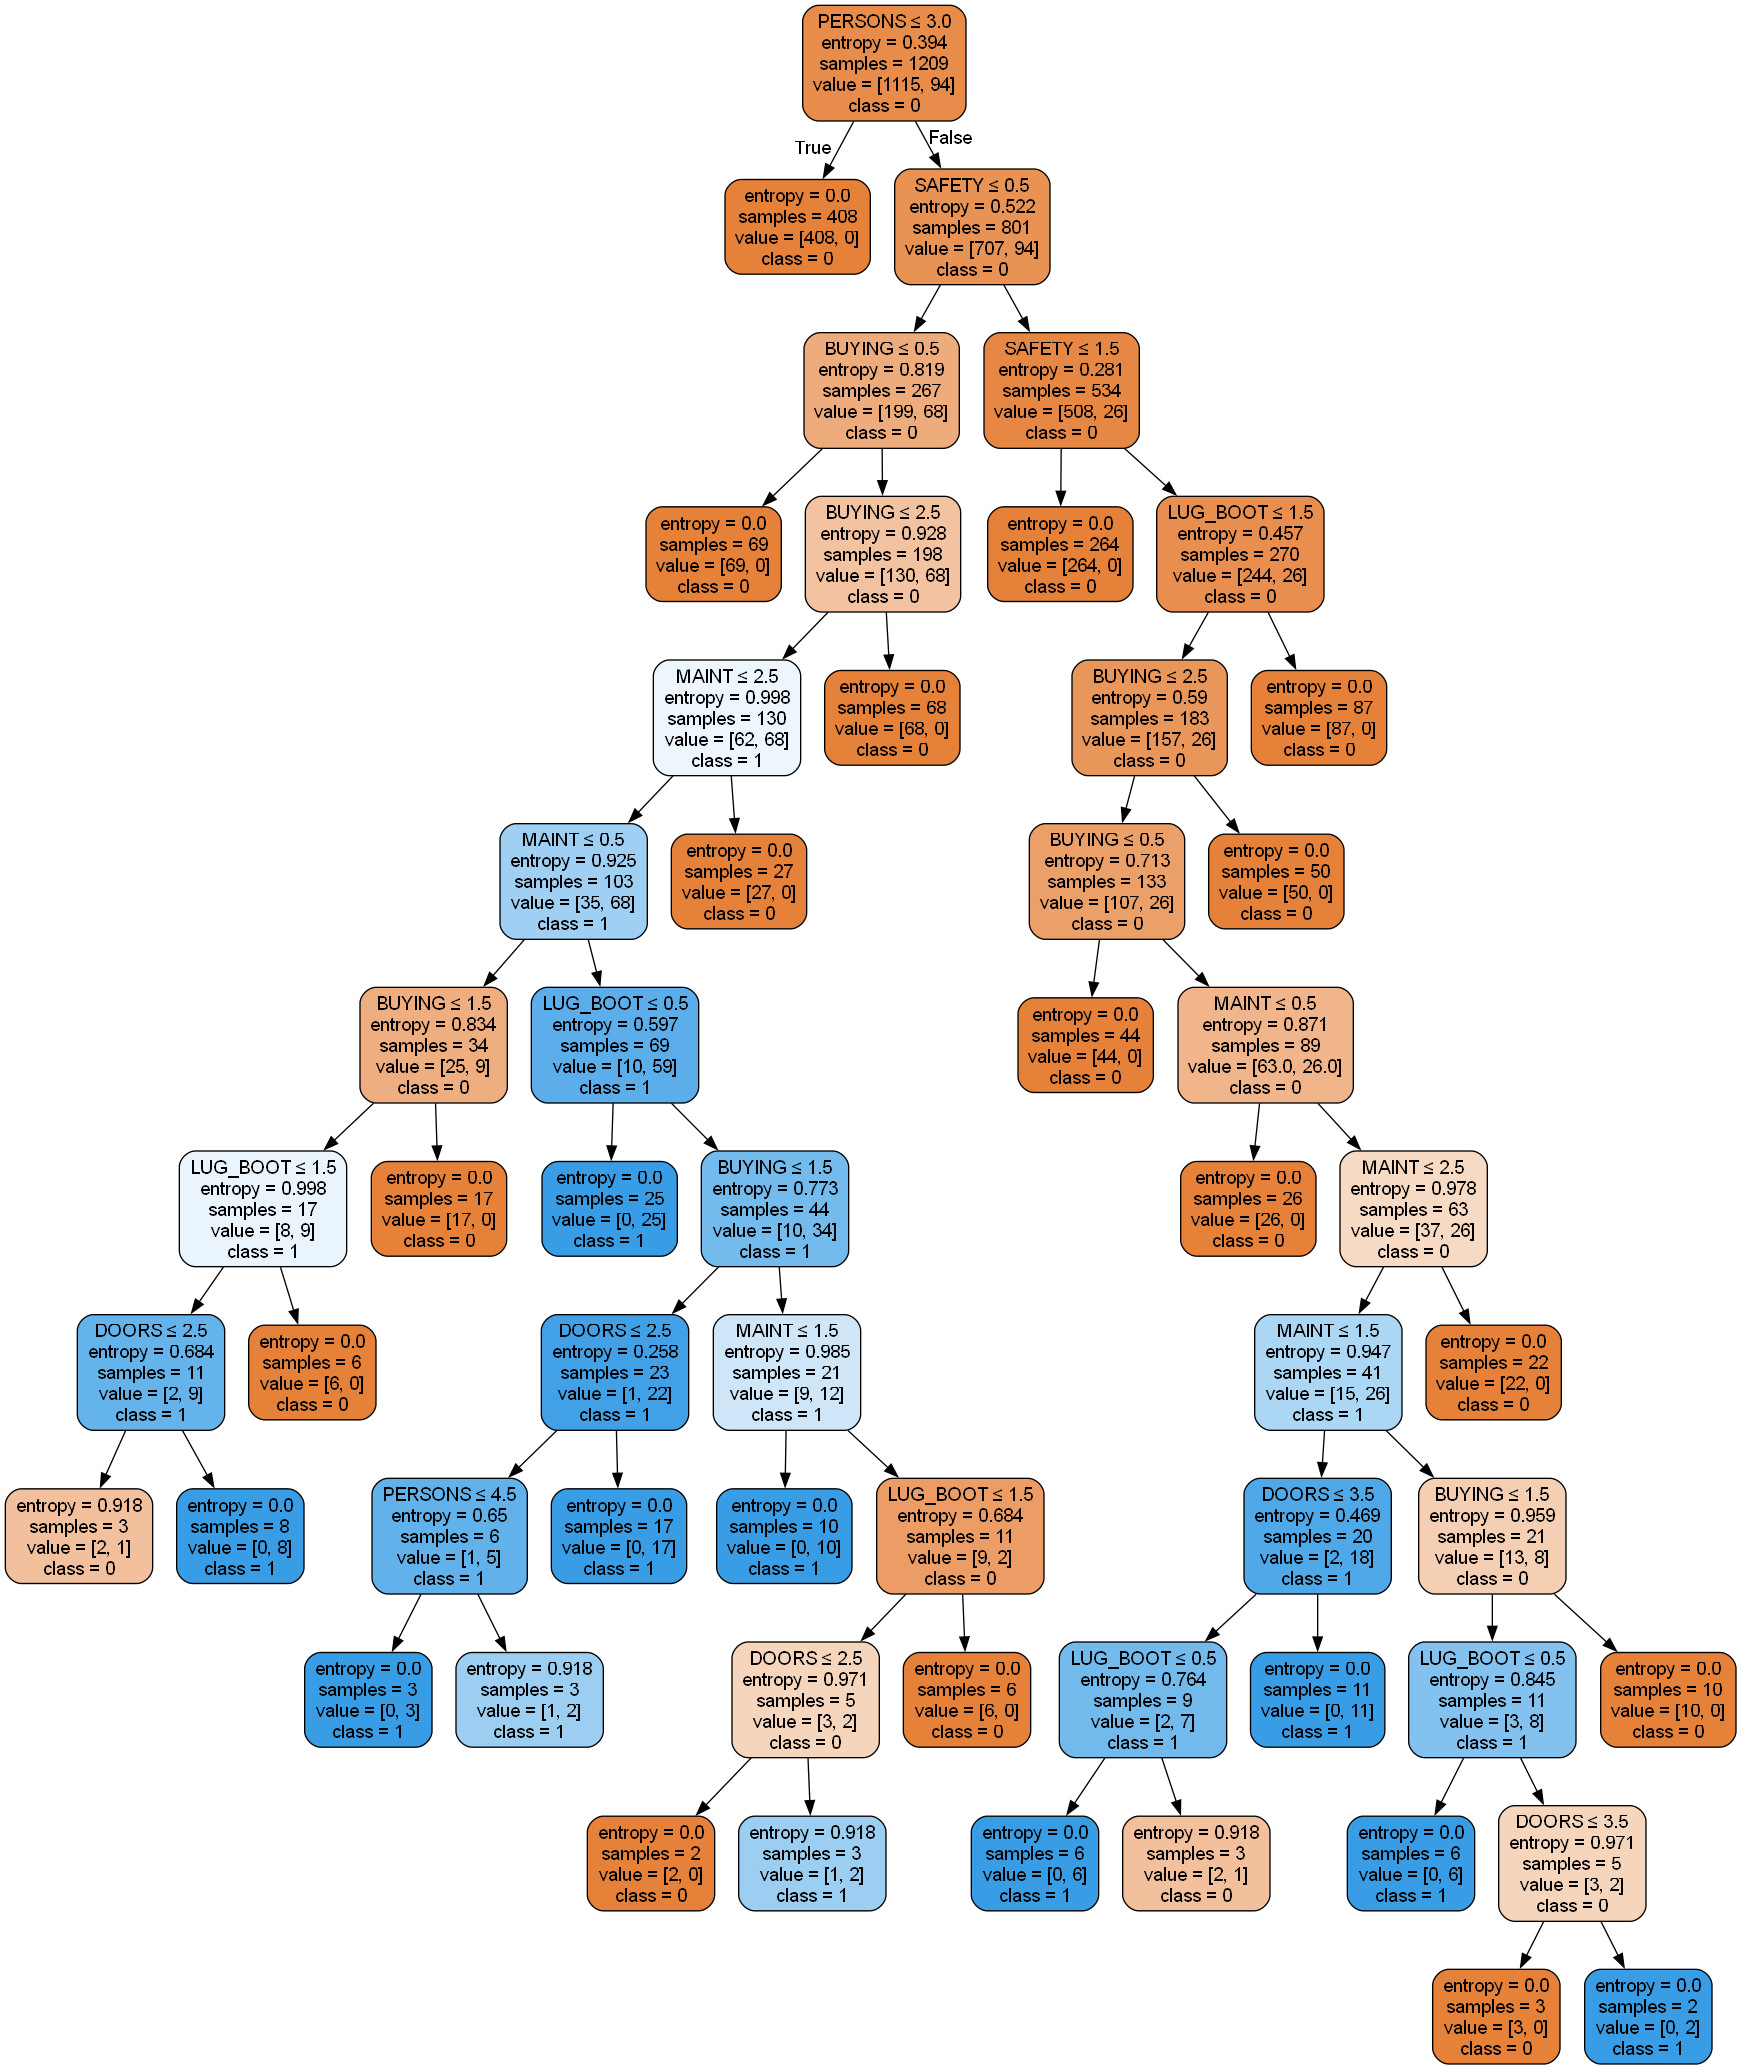 PERSONS ≤ 3.0
entropy = 0.394
samples = 1209
value = [1115, 94]
class = 0
True
False
entropy = 0.0
samples = 408
value = [408, 0]
class = 0
SAFETY ≤ 0.5
entropy = 0.522
samples = 801
value = [707, 94]
class = 0
BUYING ≤ 0.5
entropy = 0.819
samples = 267
value = [199, 68]
class = 0
SAFETY ≤ 1.5
entropy = 0.281
samples = 534
value = [508, 26]
class = 0
entropy = 0.0
samples = 69
value = [69, 0]
class = 0
BUYING ≤ 2.5
entropy = 0.928
samples = 198
value = [130, 68]
class = 0
entropy = 0.0
samples = 264
value = [264, 0]
class = 0
LUG_BOOT ≤ 1.5
entropy = 0.457
samples = 270
value = [244, 26]
class = 0
MAINT ≤ 2.5
entropy = 0.998
samples = 130
value = [62, 68]
class = 1
entropy = 0.0
samples = 68
value = [68, 0]
class = 0
BUYING ≤ 2.5
entropy = 0.59
samples = 183
value = [157, 26]
class = 0
entropy = 0.0
samples = 87
value = [87, 0]
class = 0
MAINT ≤ 0.5
entropy = 0.925
samples = 103
value = [35, 68]
class = 1
entropy = 0.0
samples = 27
value = [27, 0]
class = 0
BUYING ≤ 0.5
entropy = 0.713
samples = 133
value = [107, 26]
class = 0
entropy = 0.0
samples = 50
value = [50, 0]
class = 0
BUYING ≤ 1.5
entropy = 0.834
samples = 34
value = [25, 9]
class = 0
LUG_BOOT ≤ 0.5
entropy = 0.597
samples = 69
value = [10, 59]
class = 1
entropy = 0.0
samples = 44
value = [44, 0]
class = 0
MAINT ≤ 0.5
entropy = 0.871
samples = 89
value = [63.0, 26.0]
class = 0
LUG_BOOT ≤ 1.5
entropy = 0.998
samples = 17
value = [8, 9]
class = 1
entropy = 0.0
samples = 17
value = [17, 0]
class = 0
entropy = 0.0
samples = 25
value = [0, 25]
class = 1
BUYING ≤ 1.5
entropy = 0.773
samples = 44
value = [10, 34]
class = 1
entropy = 0.0
samples = 26
value = [26, 0]
class = 0
MAINT ≤ 2.5
entropy = 0.978
samples = 63
value = [37, 26]
class = 0
DOORS ≤ 2.5
entropy = 0.684
samples = 11
value = [2, 9]
class = 1
entropy = 0.0
samples = 6
value = [6, 0]
class = 0
DOORS ≤ 2.5
entropy = 0.258
samples = 23
value = [1, 22]
class = 1
MAINT ≤ 1.5
entropy = 0.985
samples = 21
value = [9, 12]
class = 1
MAINT ≤ 1.5
entropy = 0.947
samples = 41
value = [15, 26]
class = 1
entropy = 0.0
samples = 22
value = [22, 0]
class = 0
entropy = 0.918
samples = 3
value = [2, 1]
class = 0
entropy = 0.0
samples = 8
value = [0, 8]
class = 1
PERSONS ≤ 4.5
entropy = 0.65
samples = 6
value = [1, 5]
class = 1
entropy = 0.0
samples = 17
value = [0, 17]
class = 1
entropy = 0.0
samples = 10
value = [0, 10]
class = 1
LUG_BOOT ≤ 1.5
entropy = 0.684
samples = 11
value = [9, 2]
class = 0
DOORS ≤ 3.5
entropy = 0.469
samples = 20
value = [2, 18]
class = 1
BUYING ≤ 1.5
entropy = 0.959
samples = 21
value = [13, 8]
class = 0
entropy = 0.0
samples = 3
value = [0, 3]
class = 1
entropy = 0.918
samples = 3
value = [1, 2]
class = 1
DOORS ≤ 2.5
entropy = 0.971
samples = 5
value = [3, 2]
class = 0
entropy = 0.0
samples = 6
value = [6, 0]
class = 0
LUG_BOOT ≤ 0.5
entropy = 0.764
samples = 9
value = [2, 7]
class = 1
entropy = 0.0
samples = 11
value = [0, 11]
class = 1
LUG_BOOT ≤ 0.5
entropy = 0.845
samples = 11
value = [3, 8]
class = 1
entropy = 0.0
samples = 10
value = [10, 0]
class = 0
entropy = 0.0
samples = 2
value = [2, 0]
class = 0
entropy = 0.918
samples = 3
value = [1, 2]
class = 1
entropy = 0.0
samples = 6
value = [0, 6]
class = 1
entropy = 0.918
samples = 3
value = [2, 1]
class = 0
entropy = 0.0
samples = 6
value = [0, 6]
class = 1
DOORS ≤ 3.5
entropy = 0.971
samples = 5
value = [3, 2]
class = 0
entropy = 0.0
samples = 3
value = [3, 0]
class = 0
entropy = 0.0
samples = 2
value = [0, 2]
class = 1